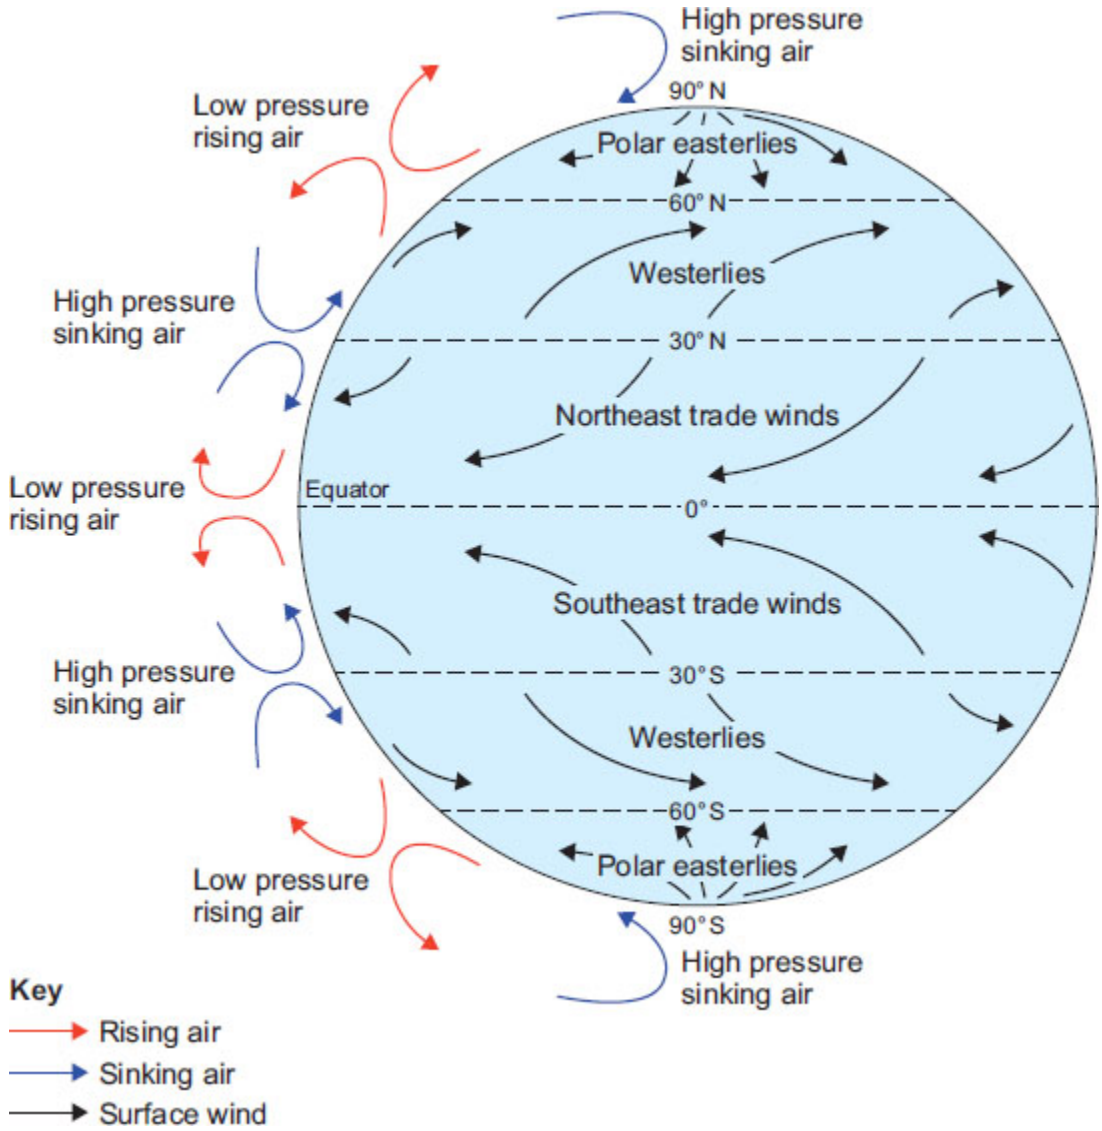 High pressure
sinking air
90° N
Low pressure
rising air
Polar easterlies
60° N
Westerlies
High pressure
sinking air
30° N
Northeast trade winds
Low pressure
rising air
Equator
0°
Southeast trade winds
High pressure
sinking air
30° S
Westerlies
60° S
Polar easterlies
Low pressure
rising air
90° S
High pressure
sinking air
Key
Rising air
Sinking air
Surface wind